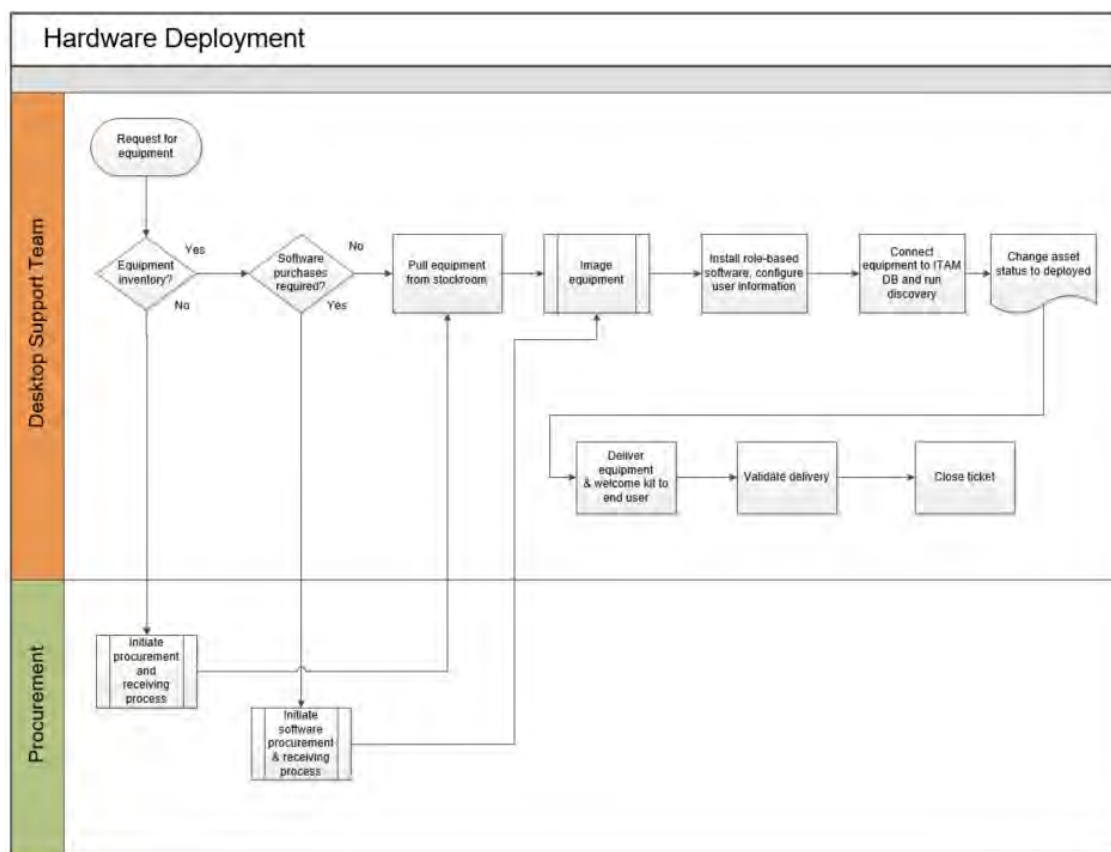 Hardware Deployment
Desktop Support Team
Request for
equipment
Equipment
inventory?
Yes
No
Software
purchases
required?
No
Yes
Pull equipment
from stockroom
Image
equipment
Install role-based
software, configure
user information
Connect
equipment to ITAM
DB and run
discovery
Change asset
status to deployed
Deliver
equipment
& welcome kit to
end user
Validate delivery
Close ticket
Procurement
Initiate
procurement
and
receiving
process
Initiate
software
procurement
& receiving
process